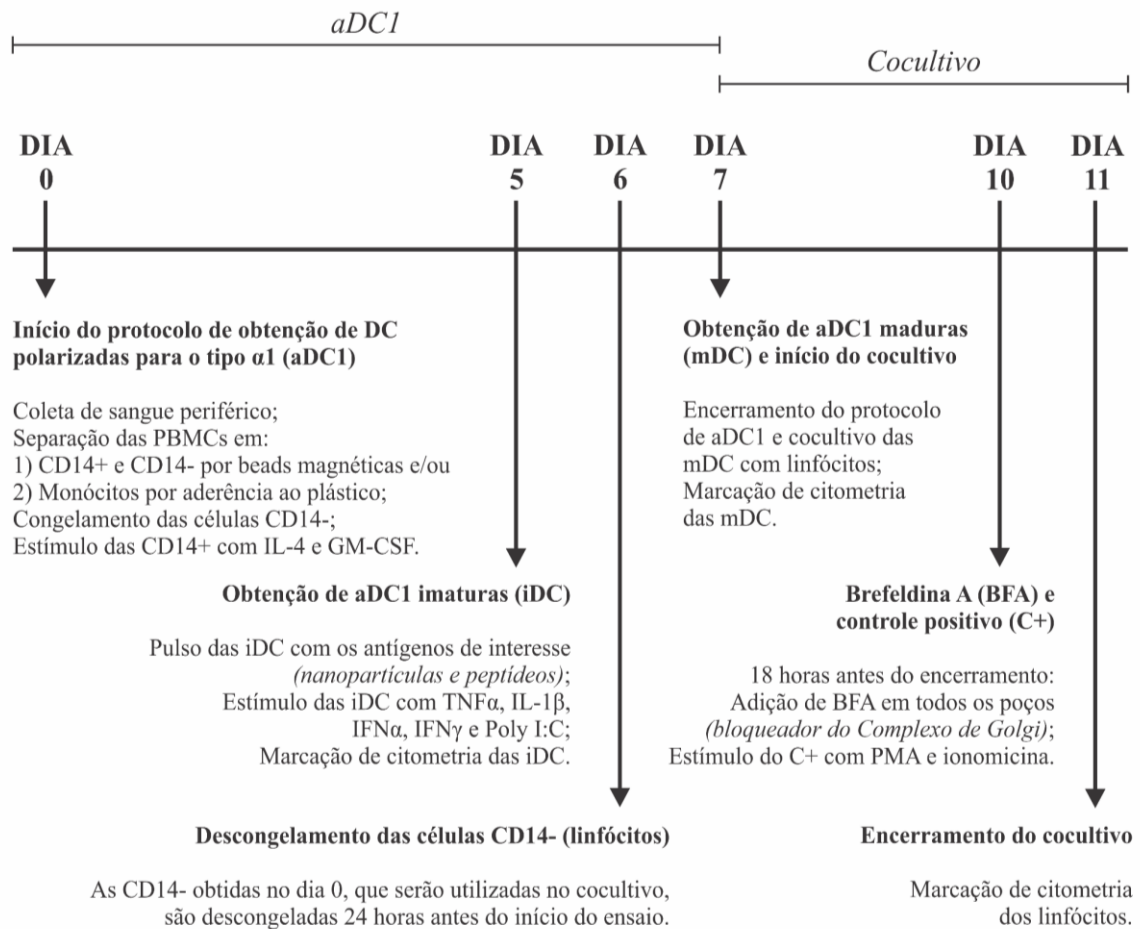 aDC1
Cocultivo
DIA
0
DIA
5
DIA
6
DIA
7
DIA
10
DIA
11
Início do protocolo de obtenção de DC
polarizadas para o tipo α1 (aDC1)
Coleta de sangue periférico;
Separação das PBMCs em:
1) CD14+ e CD14- por beads magnéticas e/ou
2) Monócitos por aderência ao plástico;
Congelamento das células CD14-;
Estímulo das CD14+ com IL-4 e GM-CSF.
Obtenção de aDC1 maduras
(mDC) e início do cocultivo
Encerramento do protocolo
de aDC1 e cocultivo das
mDC com linfócitos;
Marcação de citometria
das mDC.
Obtenção de aDC1 imaturas (iDC)
Pulso das iDC com os antígenos de interesse
(nanopartículas e peptídeos);
Estímulo das iDC com TNFα, IL-1β,
IFNα, IFNγ e Poly I:C;
Marcação de citometria das iDC.
Brefeldina A (BFA) e
controle positivo (C+)
18 horas antes do encerramento:
Adição de BFA em todos os poços
(bloqueador do Complexo de Golgi);
Estímulo do C+ com PMA e ionomicina.
Descongelamento das células CD14- (linfócitos)
As CD14- obtidas no dia 0, que serão utilizadas no cocultivo,
são descongeladas 24 horas antes do início do ensaio.
Encerramento do cocultivo
Marcação de citometria
dos linfócitos.